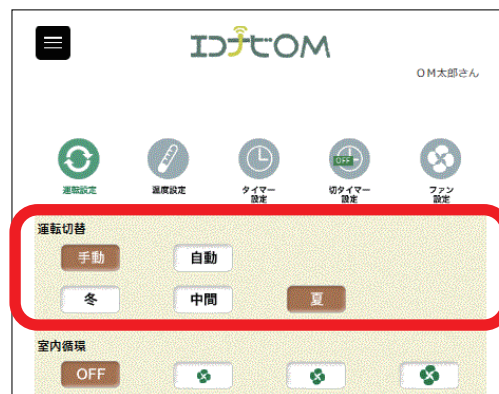 エコナビOM
OM太郎さん
OFF
運転設定 温度設定 タイマー設定 切タイマー設定 ファン設定
運転切替
手動 自動
冬 中間 夏
室内循環
OFF